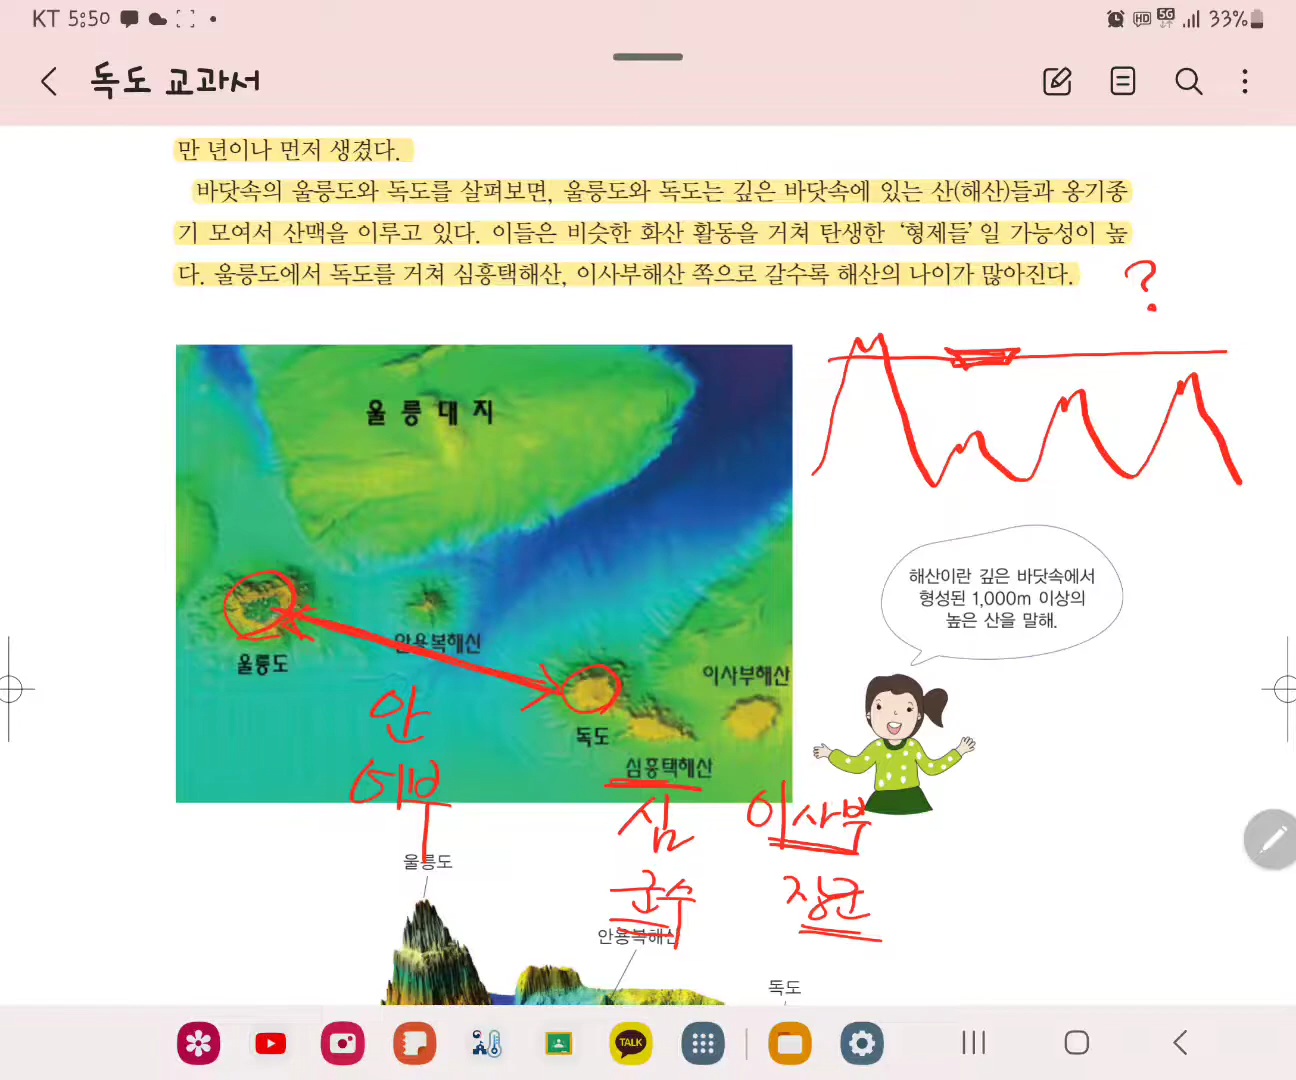 KT 5:50
HD 5G 33%
독도 교과서
만 년이나 먼저 생겼다.
바닷속의 울릉도와 독도를 살펴보면, 울릉도와 독도는 깊은 바닷속에 있는 산(해산)들과 옹기종
기 모여서 산맥을 이루고 있다. 이들은 비슷한 화산 활동을 거쳐 탄생한 ‘형제들’일 가능성이 높
다. 울릉도에서 독도를 거쳐 심흥택해산, 이사부해산 쪽으로 갈수록 해산의 나이가 많아진다.
?
울릉대지
해산이란 깊은 바닷속에서
형성된 1,000m 이상의
높은 산을 말해.
안용복해산
울릉도
이사부해산
독도
심흥택해산
안
어부
심
군수
이사부
장군
울릉도
안용복해산
독도
TALK